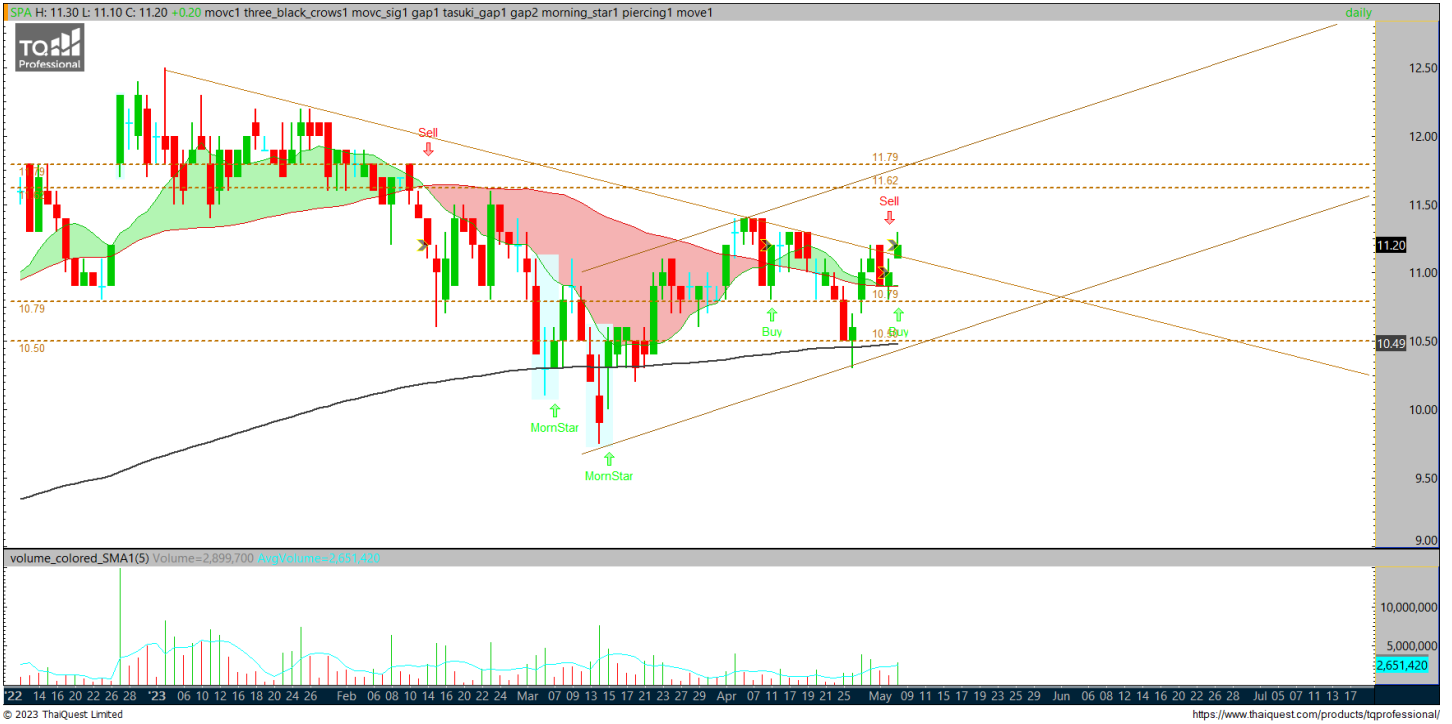 SPA H: 11.30 L: 11.10 C: 11.20 +0.20 movc1 three_black_crows1 movc_sig1 gap1 tasuki_gap1 gap2 morning_star1 piercing1 move1
daily
TQ.
Professional
12.50
12.00
11.50
11.20
11.00
10.50
10.49
10.00
9.50
9.00
Sell
11.79
11.62
Sell
10.79
10.79
10.50
Buy
Buy
10.50
MornStar
MornStar
volume_colored_SMA1(5) Volume=2,899,700 AvgVolume=2,651,420
10,000,000
5,000,000
2,651,420
'22 14 16 20 22 26 28 '23 06 10 12 16 18 20 24 26 Feb 06 08 10 14 16 20 22 24 Mar 07 09 13 15 17 21 23 27 29 Apr 07 11 17 19 21 25 May 09 11 15 17 19 23 25 29 Jun 06 08 12 14 16 20 22 26 28 Jul 05 07 11 13 17
© 2023 ThaiQuest Limited
https://www.thaiquest.com/products/tqprofessional/